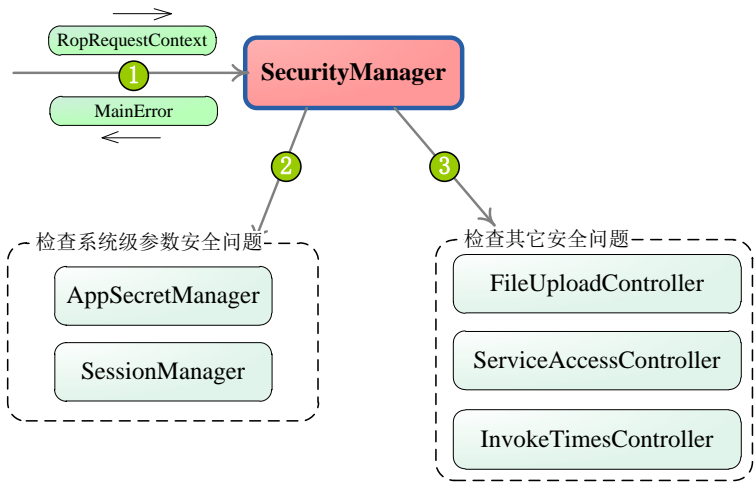 RopRequestContext
1
MainError
SecurityManager
2
3
检查系统级参数安全问题
AppSecretManager
SessionManager
检查其它安全问题
FileUploadController
ServiceAccessController
InvokeTimesController